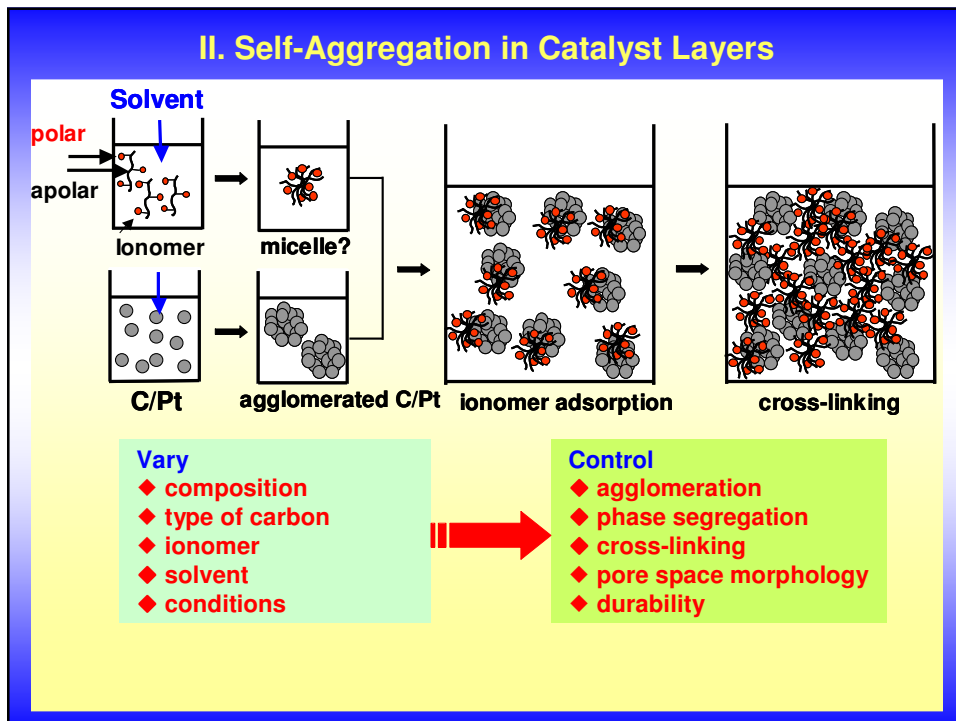 II. Self-Aggregation in Catalyst Layers
Solvent
polar
apolar
Ionomer
micelle?
C/Pt
agglomerated C/Pt
ionomer adsorption
cross-linking
Vary
◆ composition
◆ type of carbon
◆ ionomer
◆ solvent
◆ conditions
Control
◆ agglomeration
◆ phase segregation
◆ cross-linking
◆ pore space morphology
◆ durability